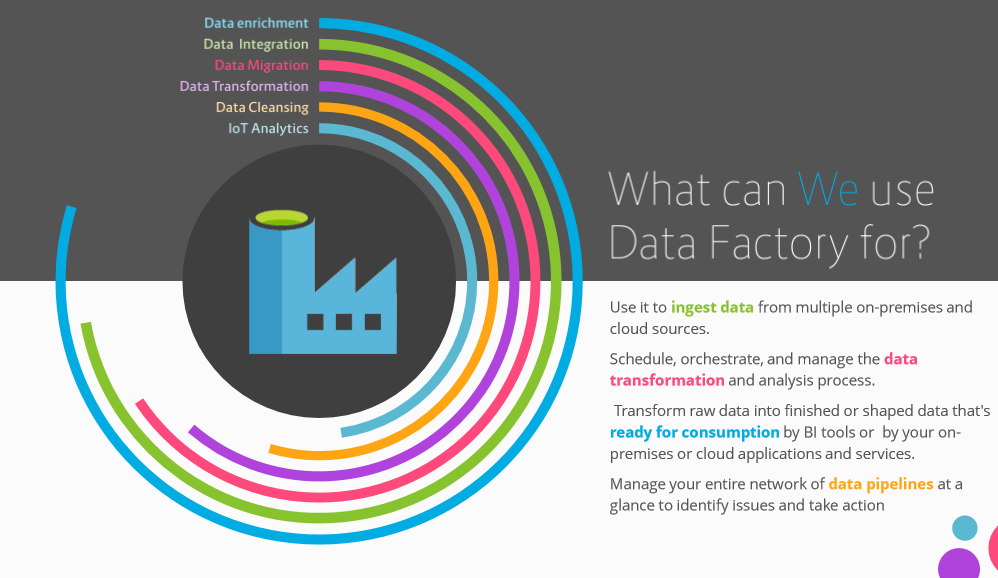 Data enrichment
Data Integration
Data Migration
Data Transformation
Data Cleansing
IoT Analytics
What can We use
Data Factory for?
Use it to ingest data from multiple on-premises and
cloud sources.
Schedule, orchestrate, and manage the data
transformation and analysis process.
Transform raw data into finished or shaped data that's
ready for consumption by BI tools or by your on-
premises or cloud applications and services.
Manage your entire network of data pipelines at a
glance to identify issues and take action